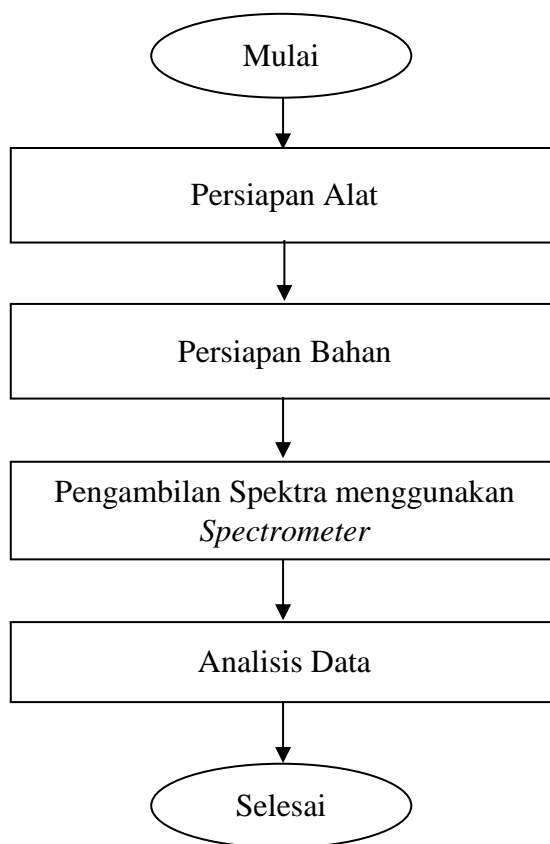 Mulai
Persiapan Alat
Persiapan Bahan
Pengambilan Spektra menggunakan
Spectrometer
Analisis Data
Selesai